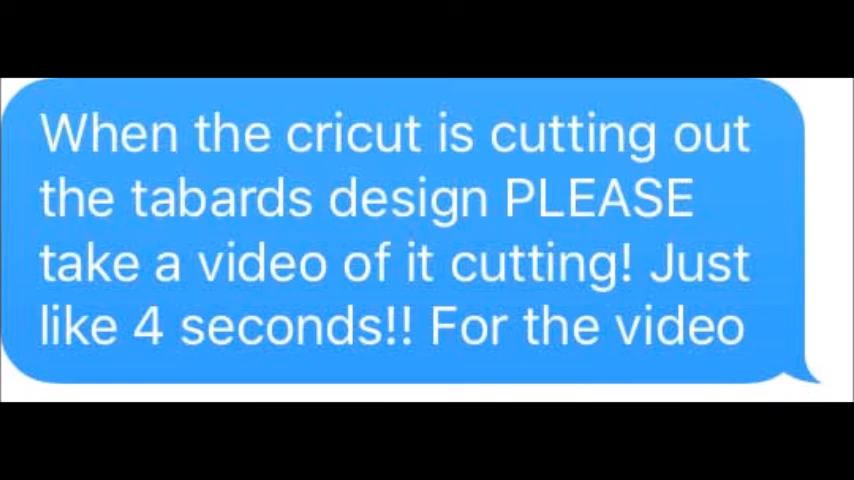 When the cricut is cutting out
the tabards design PLEASE
take a video of it cutting! Just
like 4 seconds!! For the video